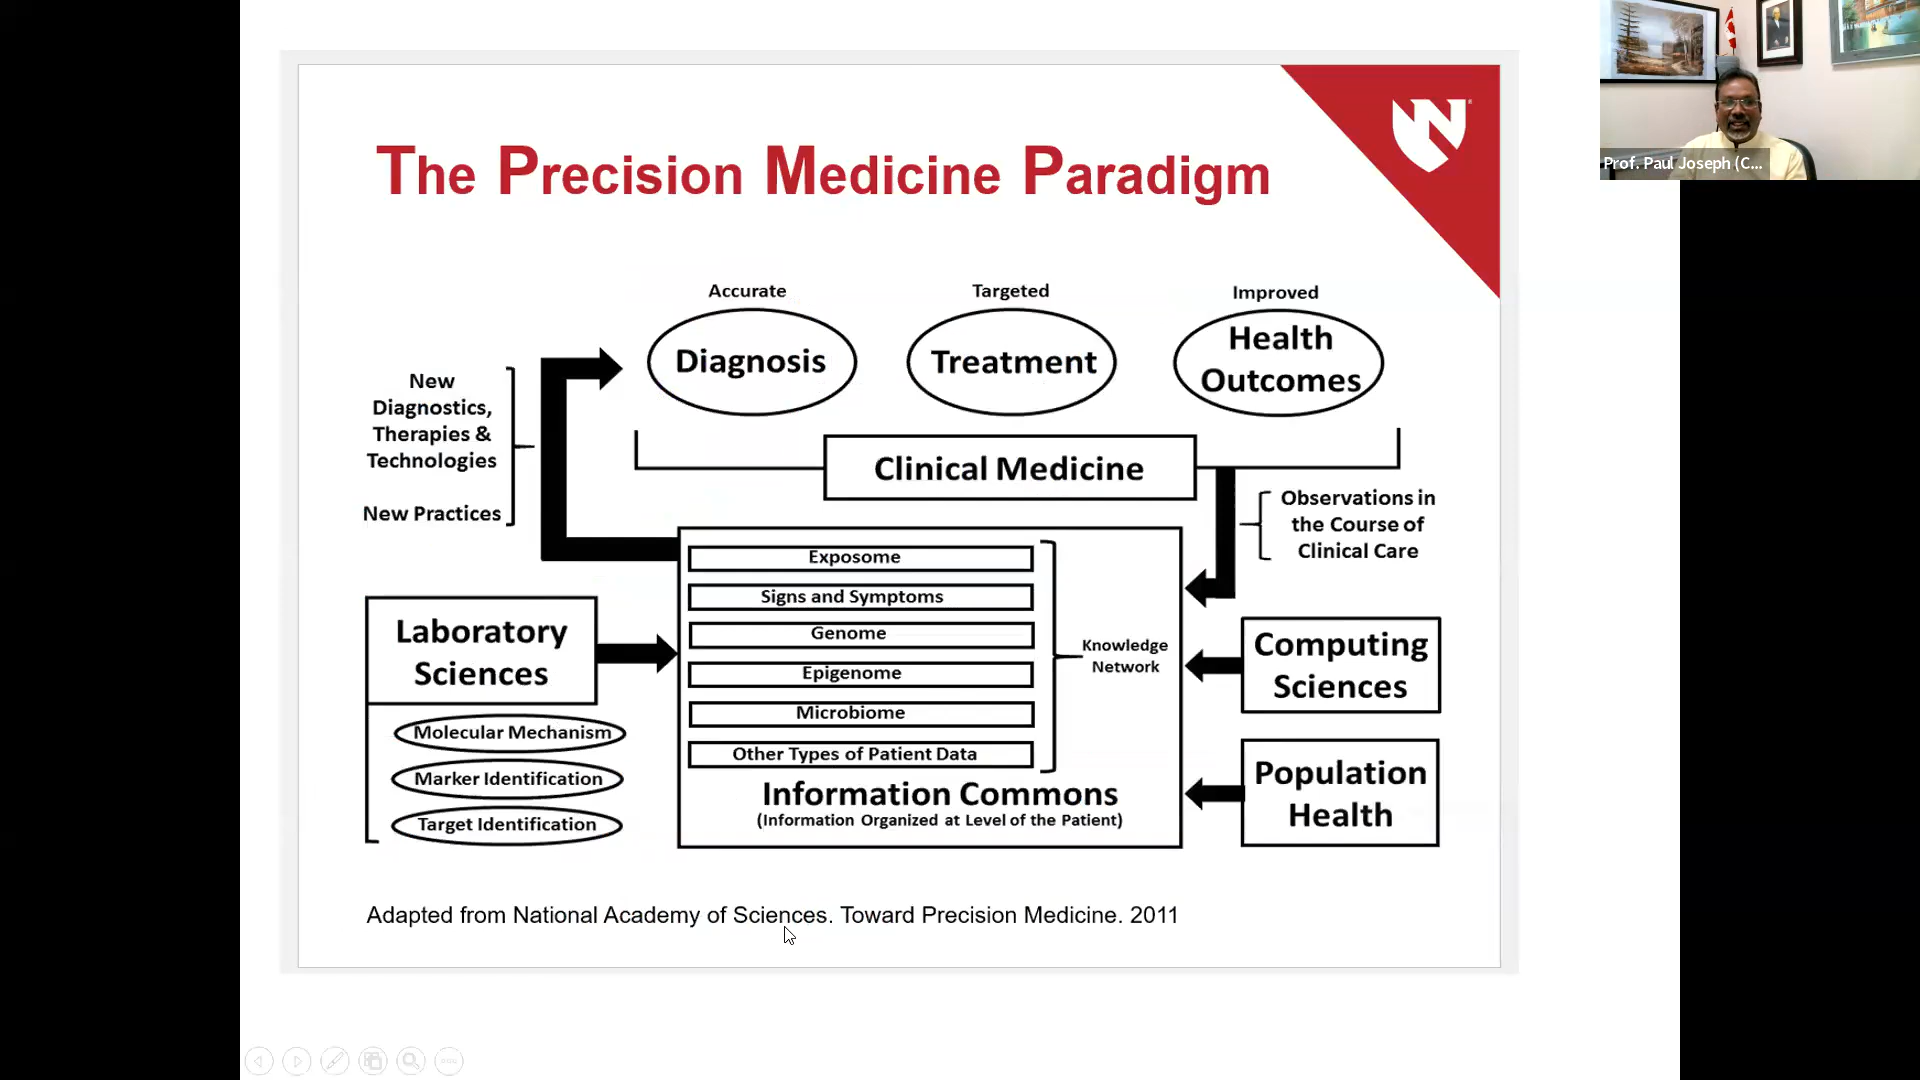 The Precision Medicine Paradigm
Prof. Paul Joseph (C...
Accurate
Targeted
Improved
Diagnosis
Treatment
Health
Outcomes
New
Diagnostics,
Therapies &
Technologies
New Practices
Clinical Medicine
Observations in
the Course of
Clinical Care
Exposome
Signs and Symptoms
Genome
Epigenome
Microbiome
Other Types of Patient Data
Knowledge
Network
Information Commons
(Information Organized at Level of the Patient)
Laboratory
Sciences
Molecular Mechanism
Marker Identification
Target Identification
Computing
Sciences
Population
Health
Adapted from National Academy of Sciences. Toward Precision Medicine. 2011